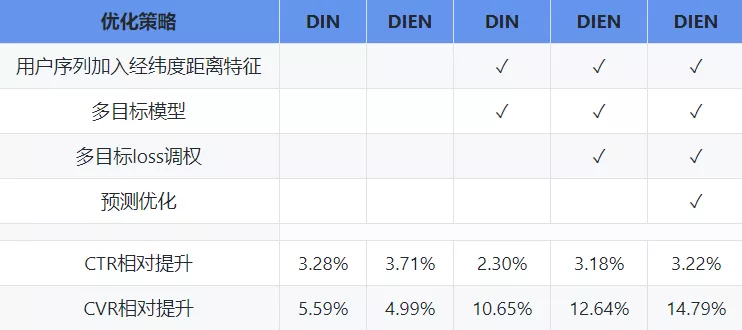 优化策略 DIN DIEN DIN DIEN DIEN
用户序列加入经纬度距离特征 ✓ ✓ ✓
多目标模型 ✓ ✓ ✓
多目标loss调权 ✓ ✓
预测优化 ✓
CTR相对提升 3.28% 3.71% 2.30% 3.18% 3.22%
CVR相对提升 5.59% 4.99% 10.65% 12.64% 14.79%